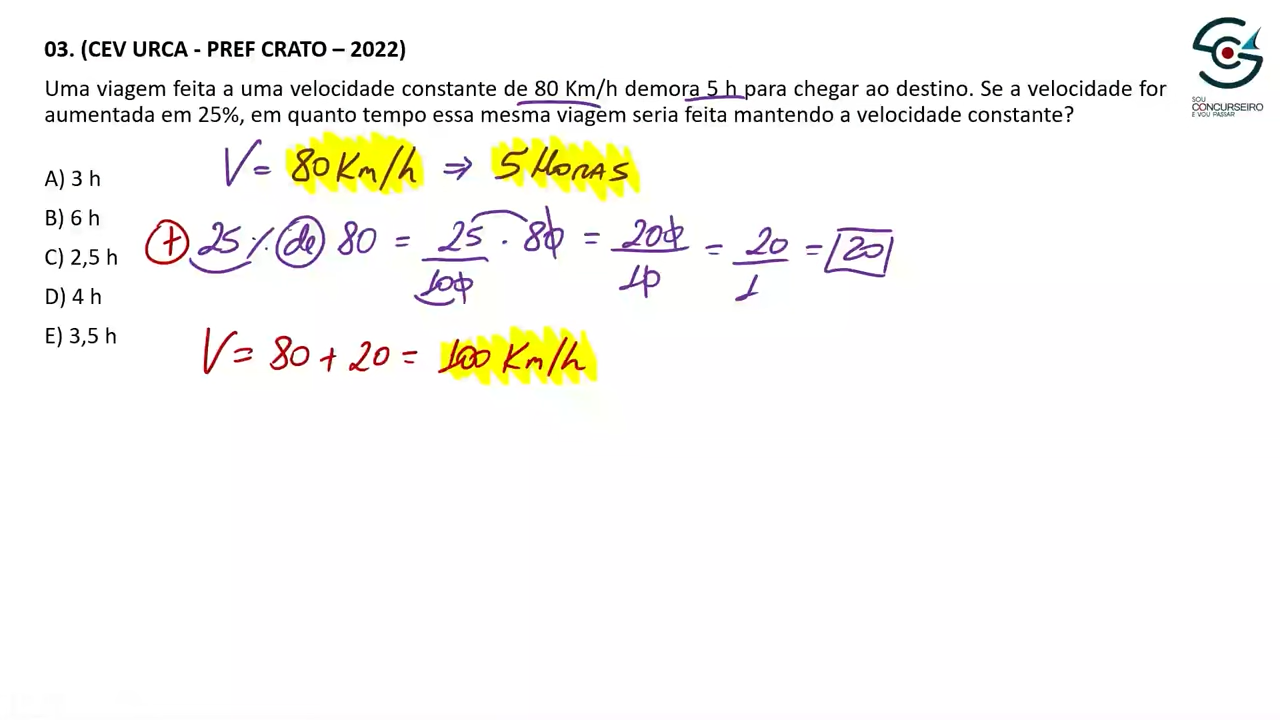 03. (CEV URCA - PREF CRATO – 2022)
Uma viagem feita a uma velocidade constante de 80 Km/h demora 5 h para chegar ao destino. Se a velocidade for
aumentada em 25%, em quanto tempo essa mesma viagem seria feita mantendo a velocidade constante?
SOU
CONCURSEIRO
E VOU PASSAR
V = 80 Km/h ⇒ 5 HORAS
A) 3 h
B) 6 h
+ 25 % de 80 = 25/100 . 80 = 200/10 = 20/1 = 20
C) 2,5 h
D) 4 h
E) 3,5 h
V = 80 + 20 = 100 Km/h